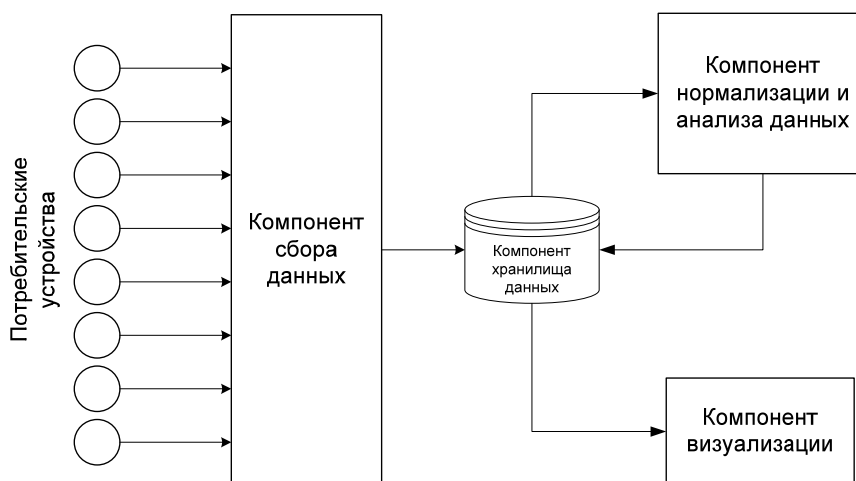 Потребительские
устройства
Компонент
сбора
данных
Компонент
хранилища
данных
Компонент
нормализации и
анализа данных
Компонент
визуализации